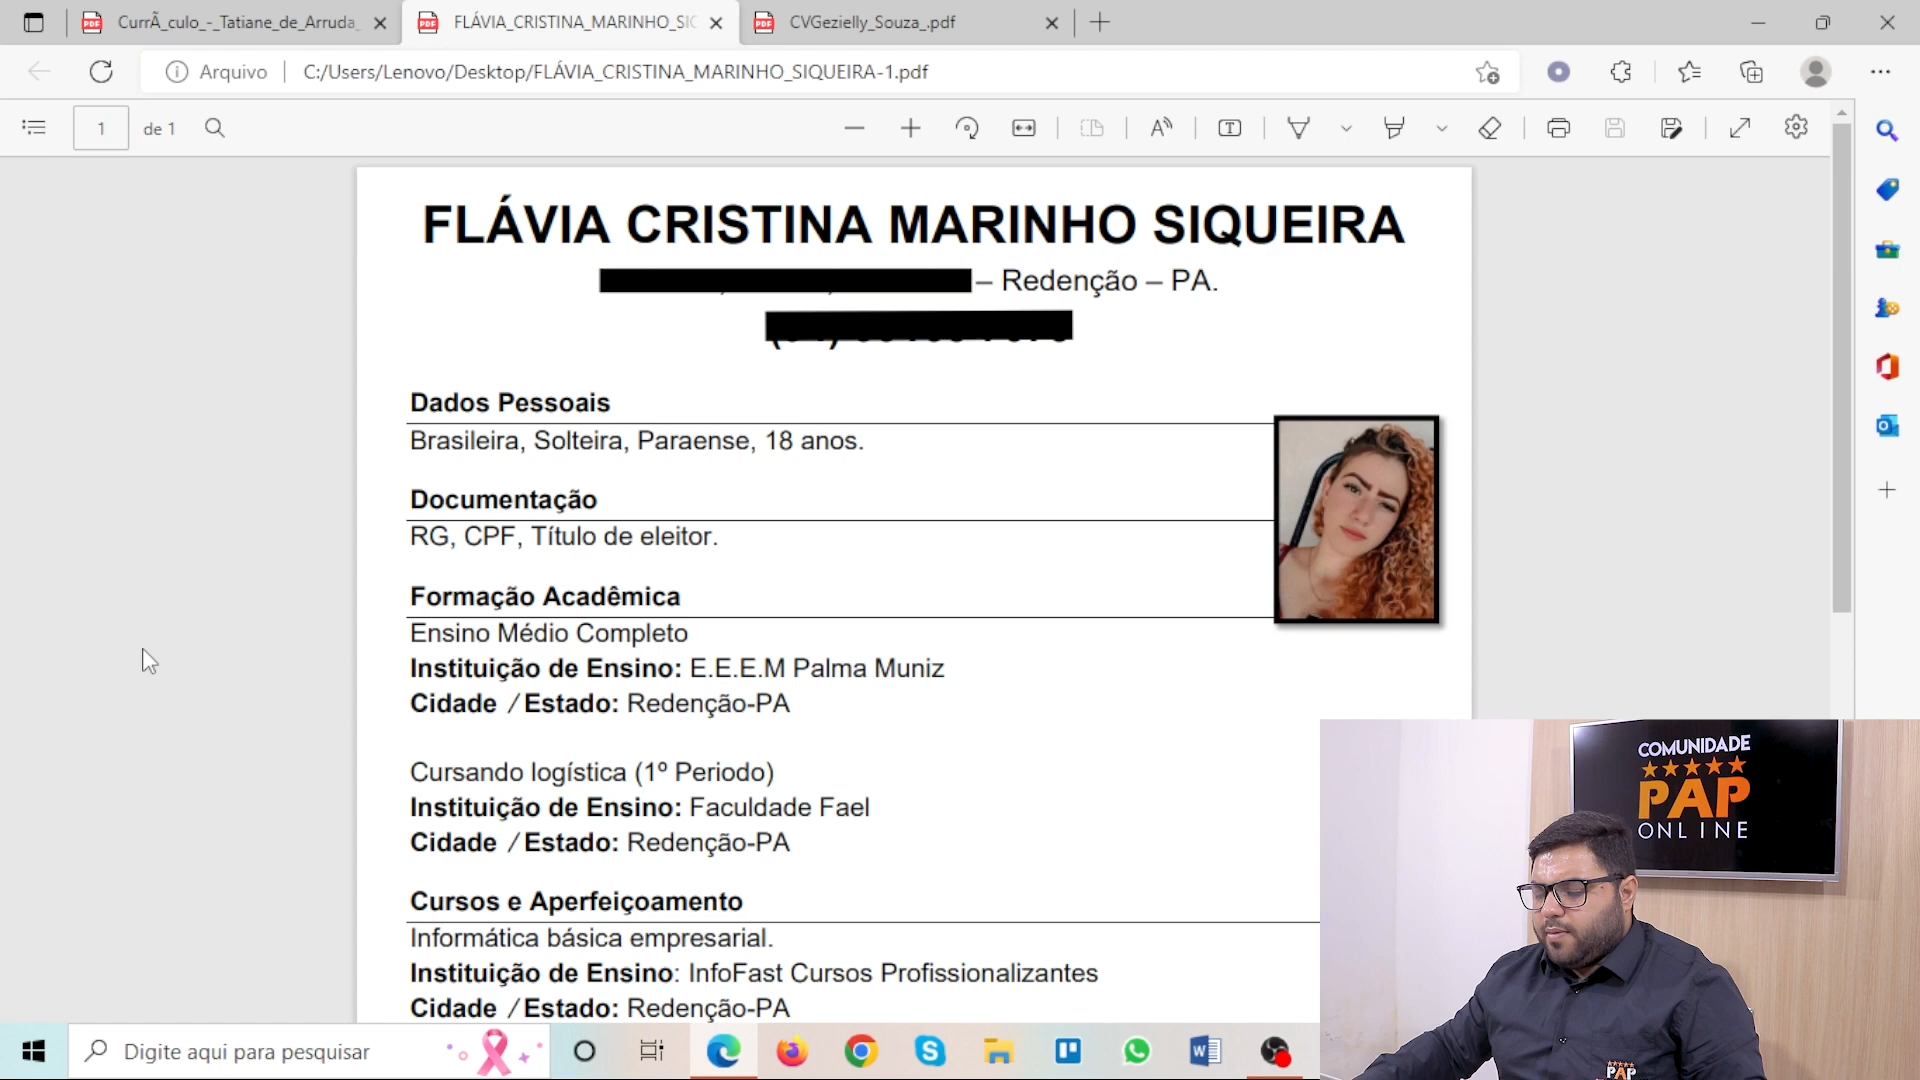 CurrÃ_culo_-_Tatiane_de_Arruda_
FLÁVIA_CRISTINA_MARINHO_SIQ
CVGezielly_Souza_.pdf
Arquivo
C:/Users/Lenovo/Desktop/FLÁVIA_CRISTINA_MARINHO_SIQUEIRA-1.pdf
1 de 1
FLÁVIA CRISTINA MARINHO SIQUEIRA
– Redenção – PA.
Dados Pessoais
Brasileira, Solteira, Paraense, 18 anos.
Documentação
RG, CPF, Título de eleitor.
Formação Acadêmica
Ensino Médio Completo
Instituição de Ensino: E.E.E.M Palma Muniz
Cidade / Estado: Redenção-PA
Cursando logística (1º Periodo)
Instituição de Ensino: Faculdade Fael
Cidade / Estado: Redenção-PA
Cursos e Aperfeiçoamento
Informática básica empresarial.
Instituição de Ensino: InfoFast Cursos Profissionalizantes
Cidade / Estado: Redenção-PA
COMUNIDADE
PAP
ONLINE
PAP
Digite aqui para pesquisar